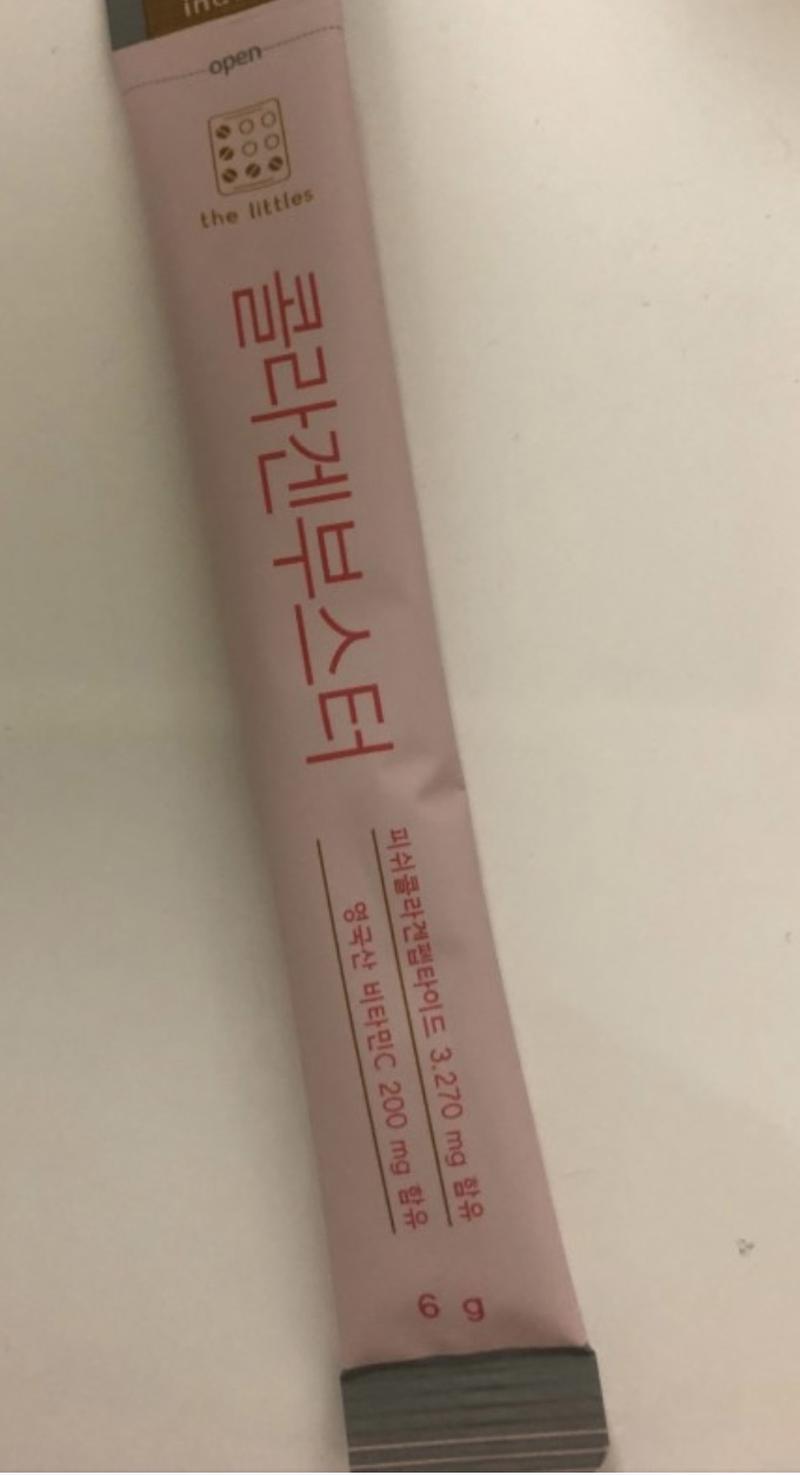 open
the littles
콜라겐부스터
피쉬콜라겐펩타이드 3.270 mg 함유
영국산 비타민C 200 mg 함유
6 g